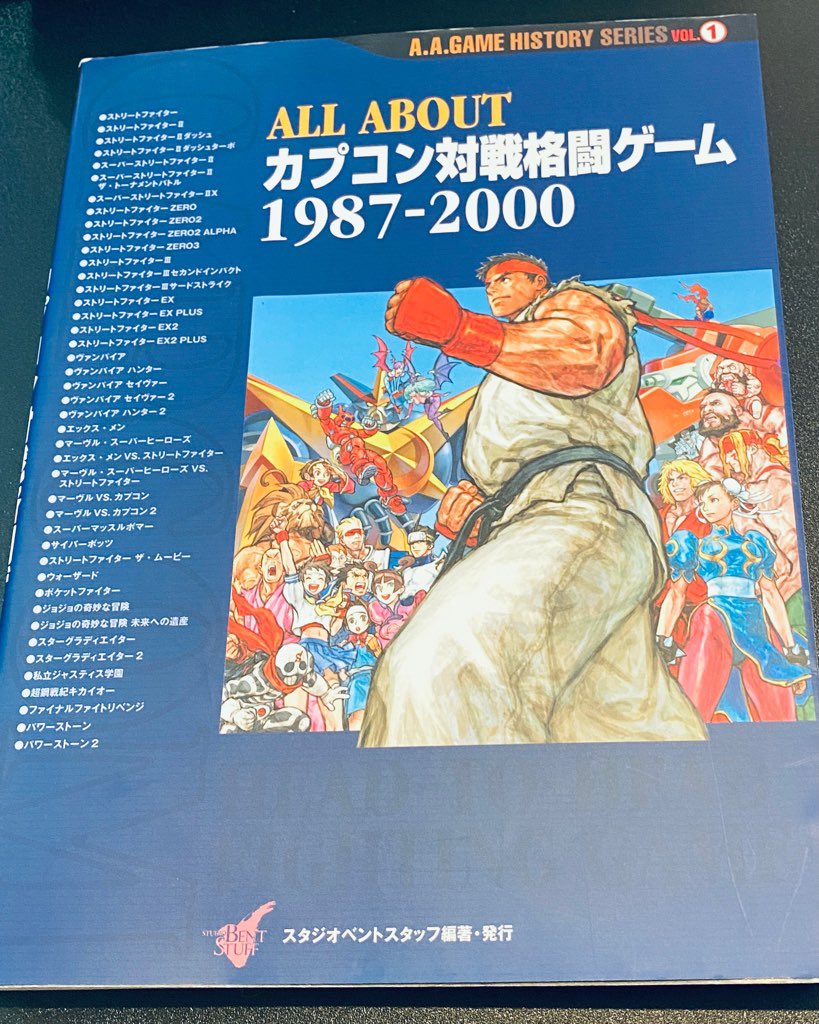 A.A.GAME HISTORY SERIES VOL.1
ALL ABOUT
カプコン対戦格闘ゲーム
1987-2000
●ストリートファイター
●ストリートファイターⅡ
●ストリートファイターⅡダッシュ
●ストリートファイターⅡダッシュターボ
●スーパーストリートファイターⅡ
●スーパーストリートファイターⅡ
ザ・トーナメントバトル
●スーパーストリートファイターⅡX
●ストリートファイター ZERO
●ストリートファイター ZERO2
●ストリートファイター ZERO2 ALPHA
●ストリートファイター ZERO3
●ストリートファイターⅢ
●ストリートファイターⅢセカンドインパクト
●ストリートファイターⅢサードストライク
●ストリートファイター EX
●ストリートファイター EX PLUS
●ストリートファイター EX2
●ストリートファイター EX2 PLUS
●ヴァンパイア
●ヴァンパイア ハンター
●ヴァンパイア セイヴァー
●ヴァンパイア セイヴァー2
●ヴァンパイア ハンター2
●エックス・メン
●マーヴル・スーパーヒーローズ
●エックス・メン VS. ストリートファイター
●マーヴル・スーパーヒーローズ VS.
ストリートファイター
●マーヴル VS. カプコン
●マーヴル VS. カプコン2
●スーパーマッスルボマー
●サイバーボッツ
●ストリートファイター ザ・ムービー
●ウォーザード
●ポケットファイター
●ジョジョの奇妙な冒険
●ジョジョの奇妙な冒険 未来への遺産
●スターグラディエイター
●スターグラディエイター2
●私立ジャスティス学園
●超鋼戦紀キカイオー
●ファイナルファイトリベンジ
●パワーストーン
●パワーストーン2
HEAD TO HEAD
FIGHTING GAME
STUDIO BENT STUFF
スタジオベントスタッフ編著・発行